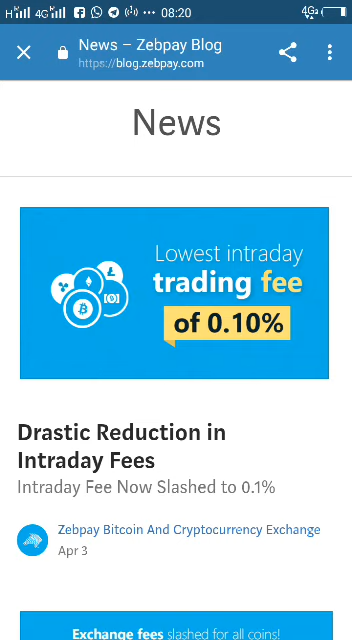 H 4G 08:20 4G
News – Zebpay Blog
https://blog.zebpay.com
News
Lowest intraday
trading fee
of 0.10%
Drastic Reduction in
Intraday Fees
Intraday Fee Now Slashed to 0.1%
Zebpay Bitcoin And Cryptocurrency Exchange
Apr 3
Exchange fees slashed for all coins!